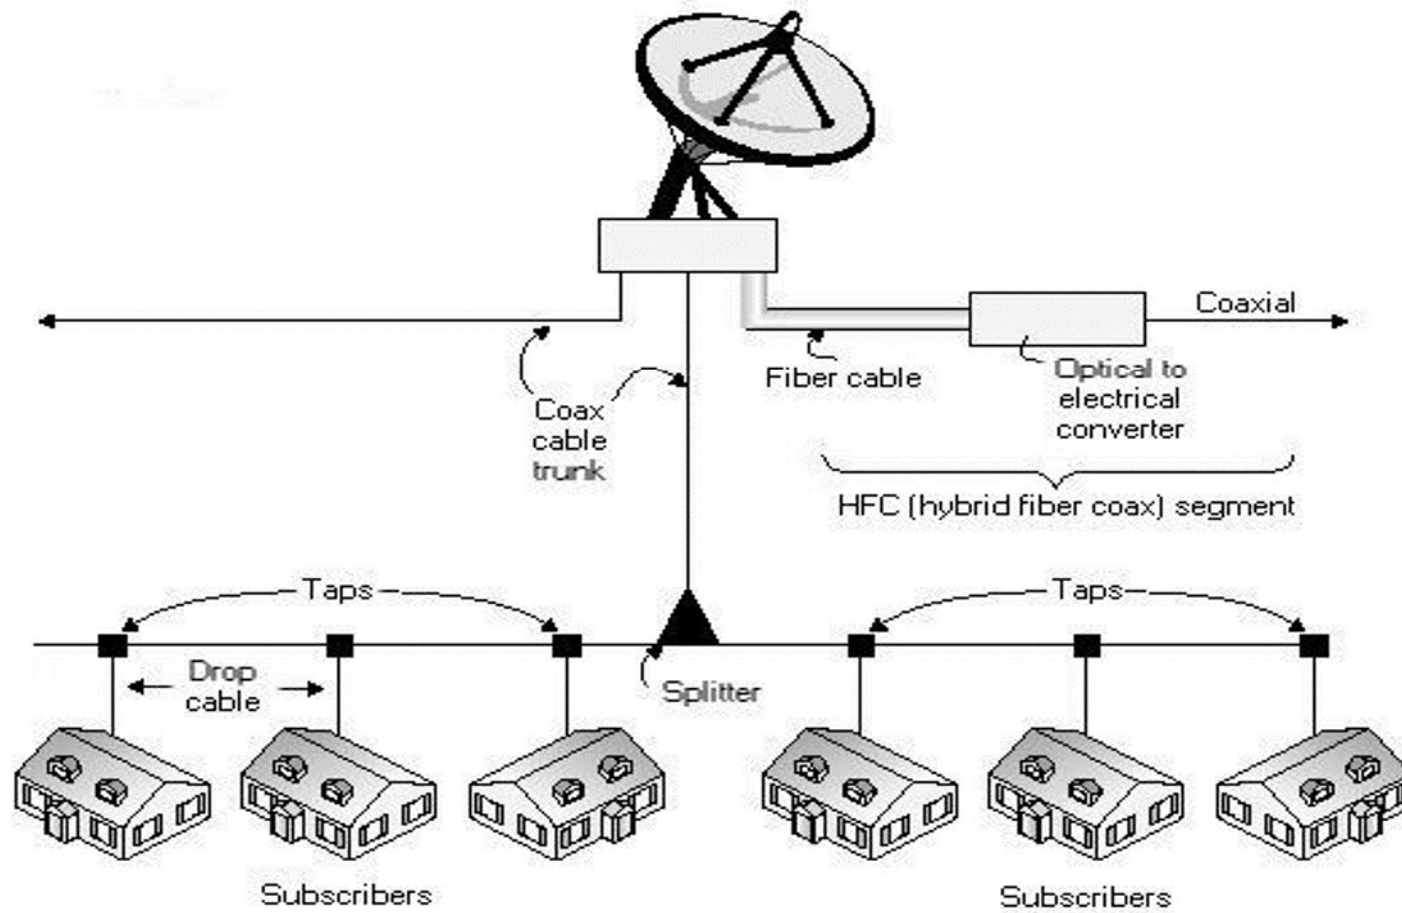 Coaxial
Fiber cable
Optical to
electrical
converter
Coax
cable
trunk
HFC (hybrid fiber coax) segment
Taps
Taps
Drop
cable
Splitter
Subscribers
Subscribers